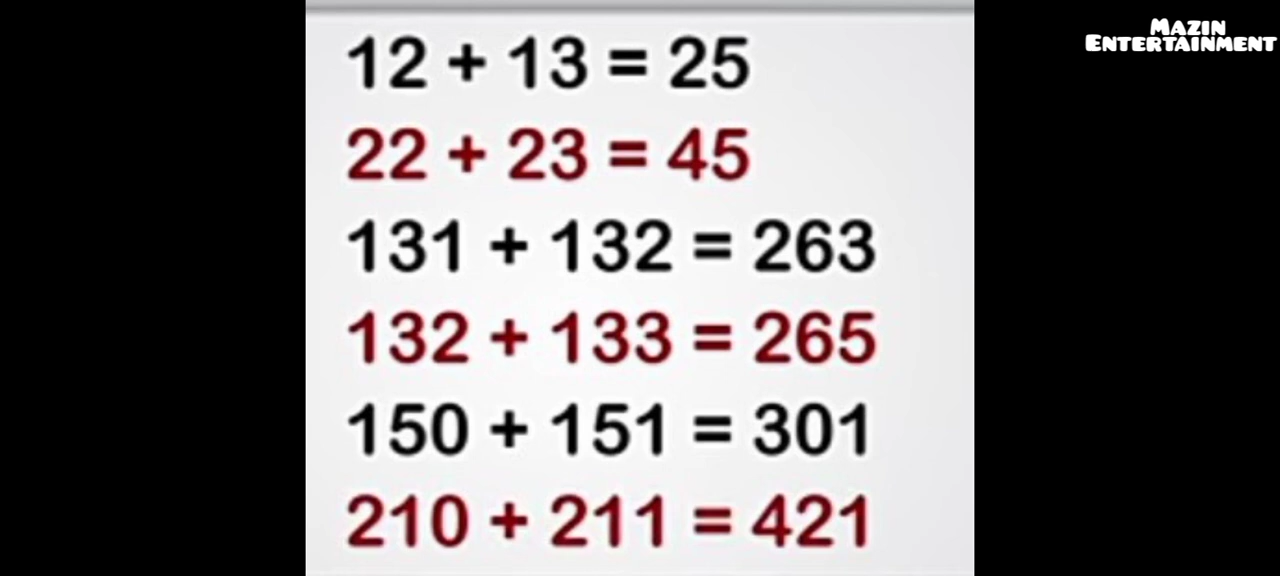 MAZIN
ENTERTAINMENT
12 + 13 = 25
22 + 23 = 45
131 + 132 = 263
132 + 133 = 265
150 + 151 = 301
210 + 211 = 421